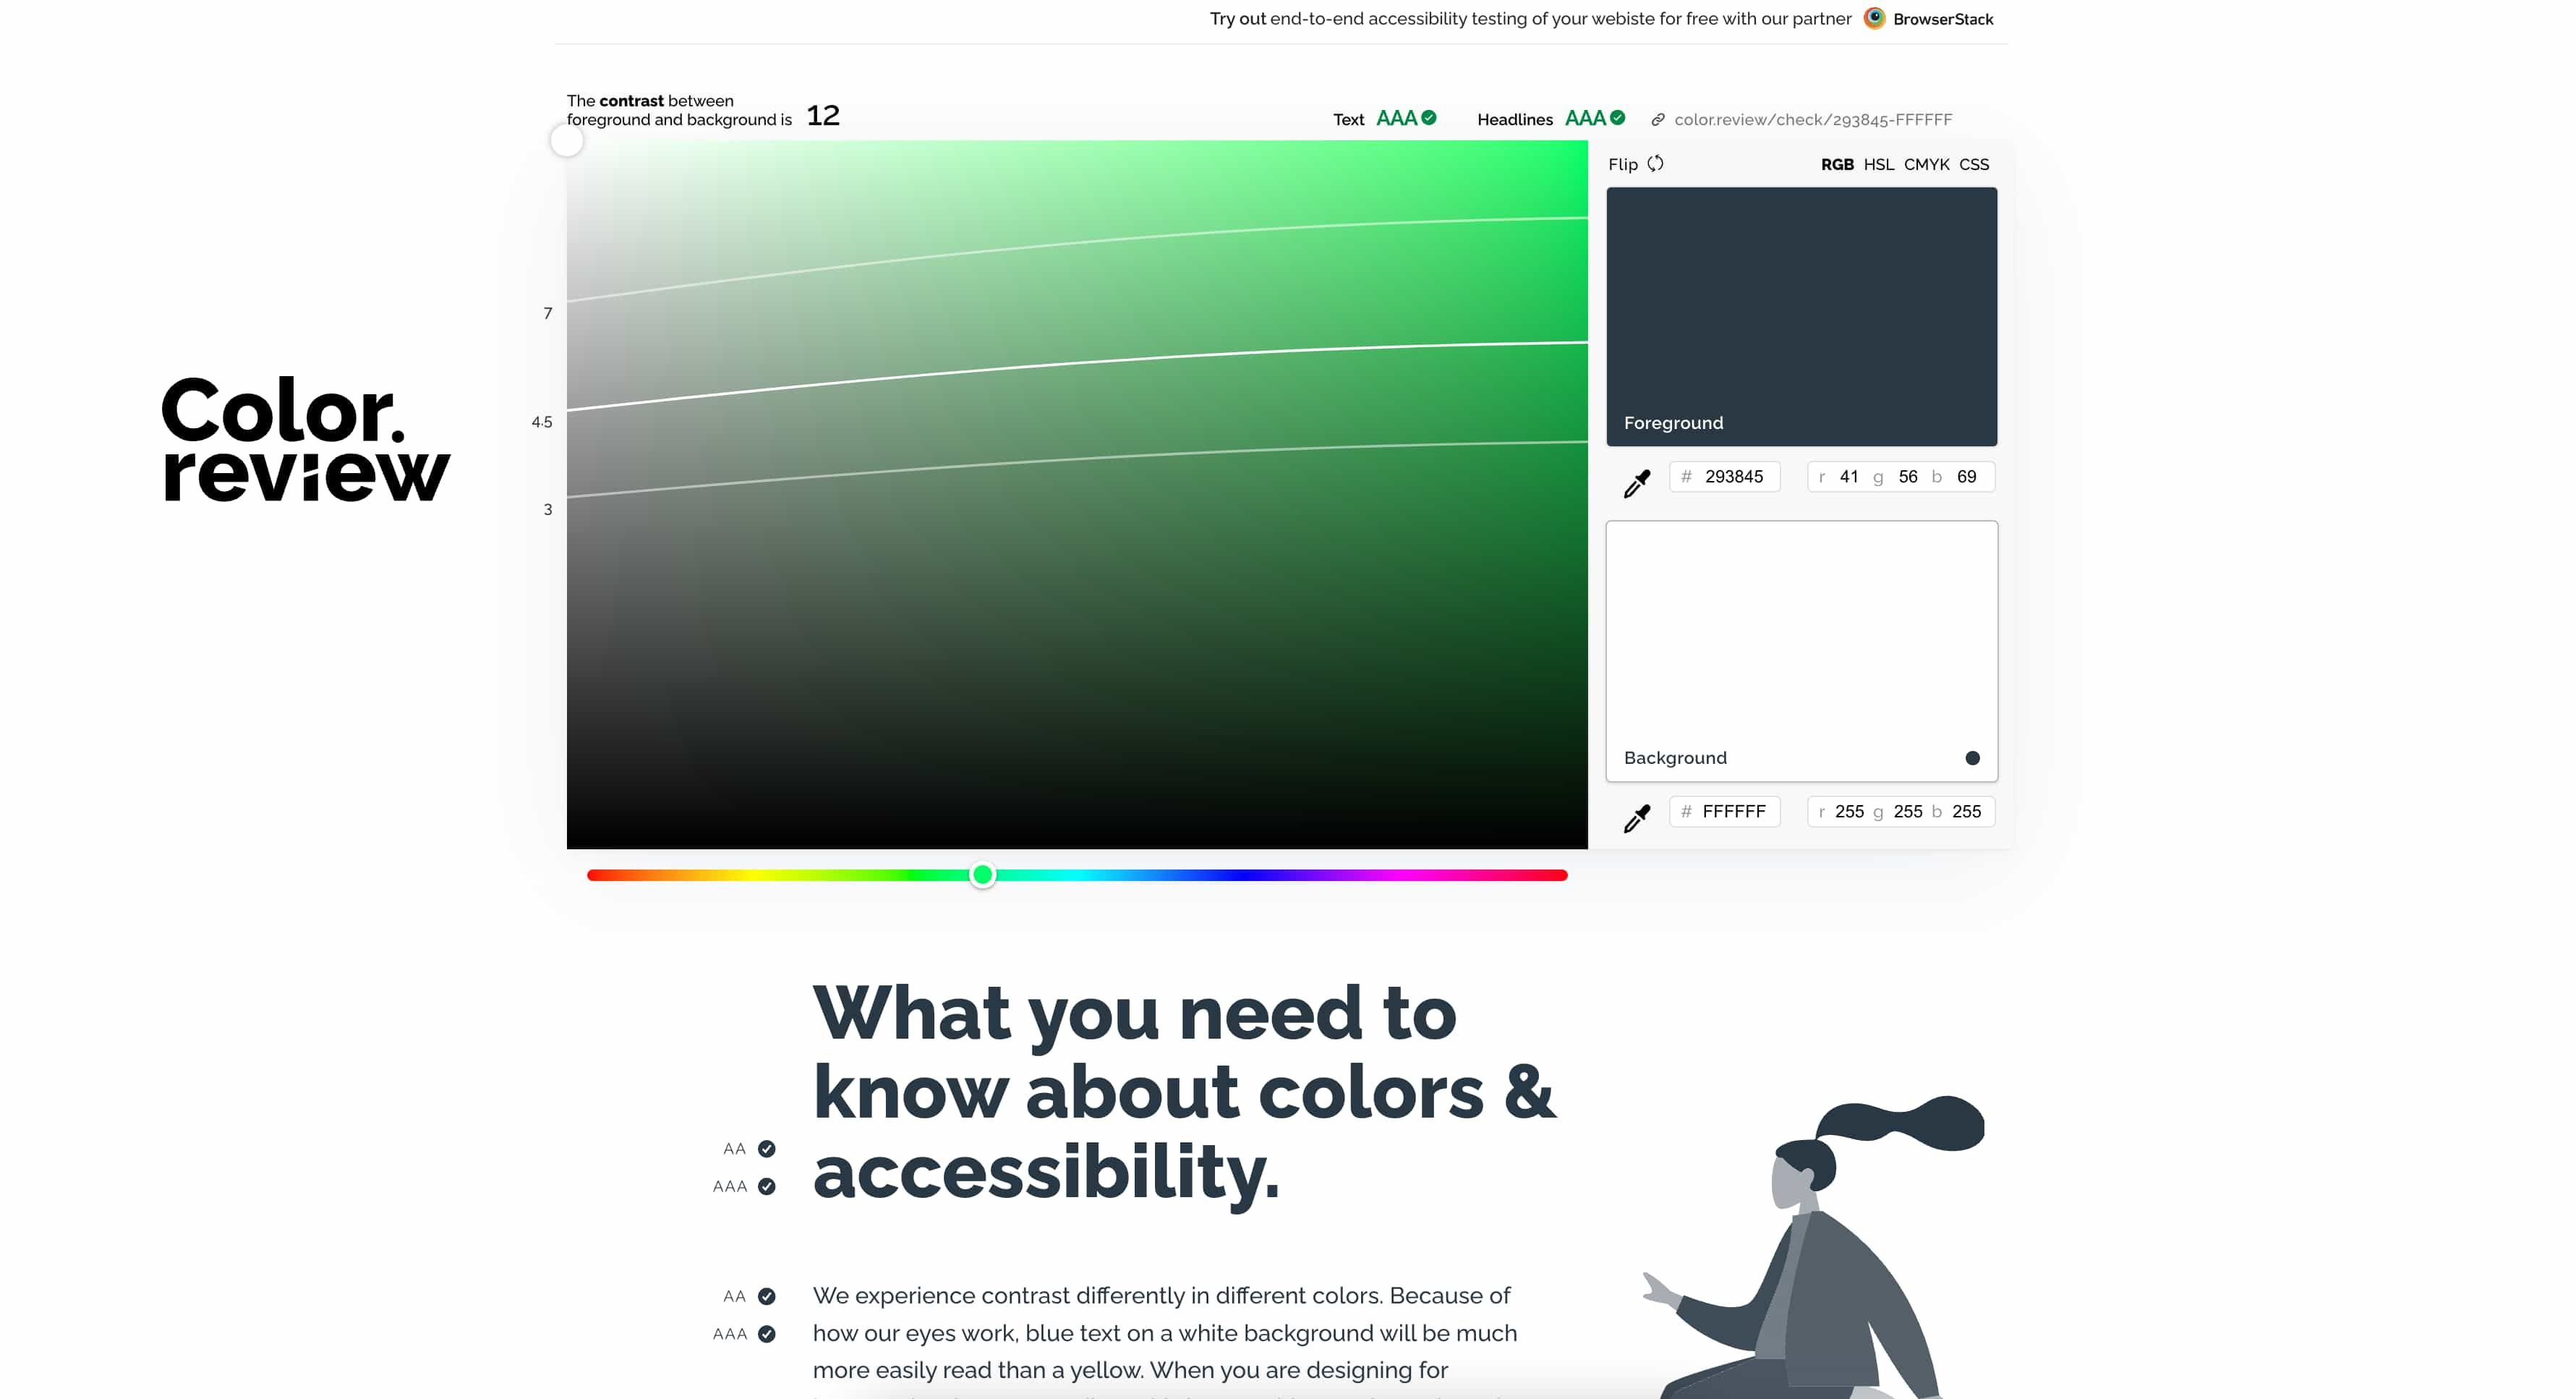 Try out end-to-end accessibility testing of your webiste for free with our partner BrowserStack
The contrast between
foreground and background is 12
Text AAA Headlines AAA color.review/check/293845-FFFFFF
Flip RGB HSL CMYK CSS
7
4.5
3
Color.
review
Foreground
# 293845 r 41 g 56 b 69
Background
# FFFFFF r 255 g 255 b 255
What you need to
know about colors &
accessibility.
AA
AAA
AA
AAA
We experience contrast differently in different colors. Because of
how our eyes work, blue text on a white background will be much
more easily read than a yellow. When you are designing for